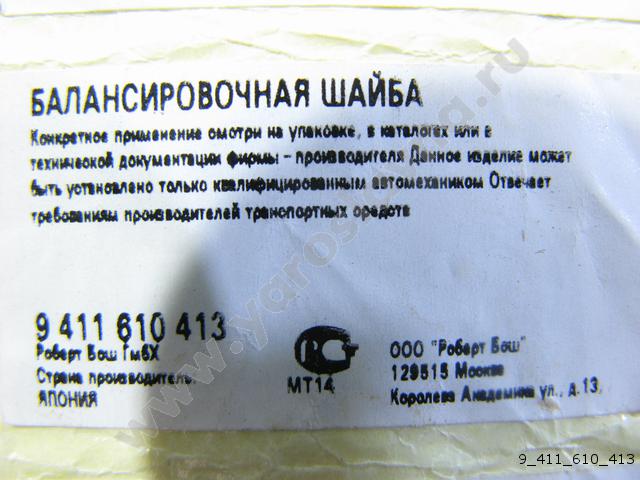 БАЛАНСИРОВОЧНАЯ ШАЙБА
Конкретное применение смотри на упаковке, в каталогах или в
технической документации фирмы - производителя Данное изделие может
быть установлено только квалифицированным автомехаником Отвечает
требованиям производителей транспортных средств
9 411 610 413
Роберт Бош ГмбХ
Страна производитель:
ЯПОНИЯ
МТ14
ООО "Роберт Бош"
129515 Москва
Королева Академика ул., д.13,
9_411_610_413